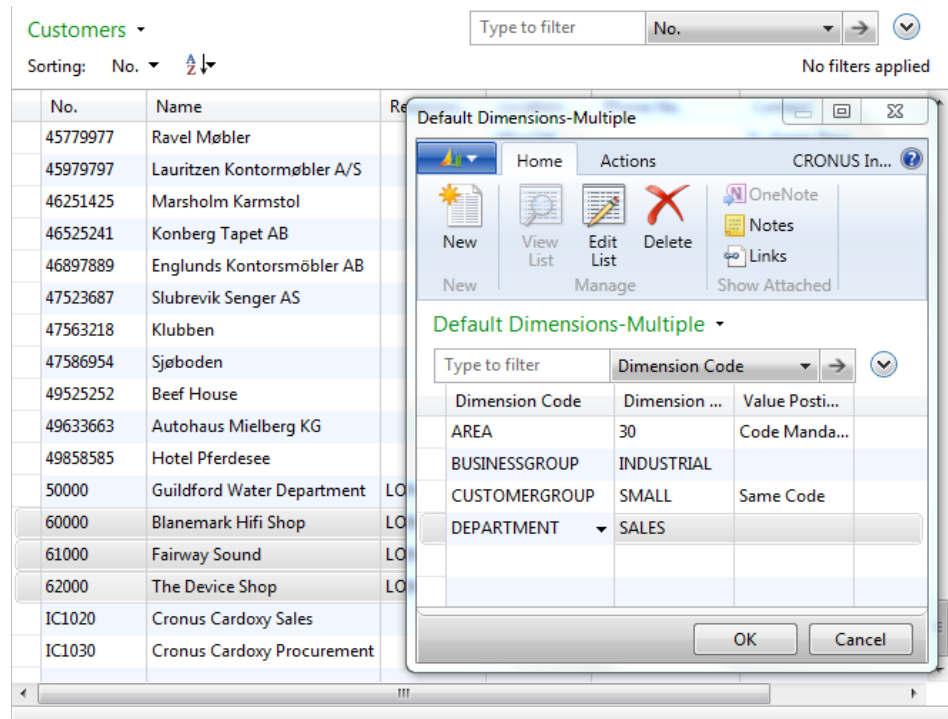 Customers
Type to filter No.
Sorting: No. A Z No filters applied
No. Name
45779977 Ravel Møbler
45979797 Lauritzen Kontormøbler A/S
46251425 Marsholm Karmstol
46525241 Konberg Tapet AB
46897889 Englunds Kontorsmöbler AB
47523687 Slubrevik Senger AS
47563218 Klubben
47586954 Sjøboden
49525252 Beef House
49633663 Autohaus Mielberg KG
49858585 Hotel Pferdesee
50000 Guildford Water Department LO
60000 Blanemark Hifi Shop LO
61000 Fairway Sound LO
62000 The Device Shop LO
IC1020 Cronus Cardoxy Sales
IC1030 Cronus Cardoxy Procurement
Default Dimensions-Multiple
Home Actions CRONUS In... ?
New View List Edit List Delete
N OneNote
Notes
Links
New Manage Show Attached
Default Dimensions-Multiple
Type to filter Dimension Code
Dimension Code Dimension ... Value Posti...
AREA 30 Code Manda...
BUSINESSGROUP INDUSTRIAL
CUSTOMERGROUP SMALL Same Code
DEPARTMENT SALES
OK Cancel